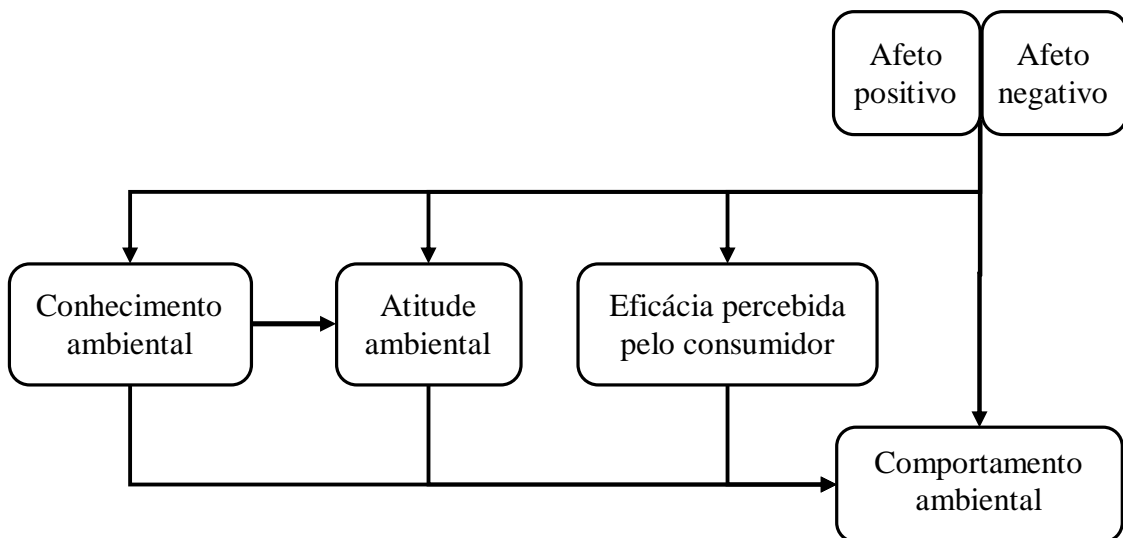 Afeto
positivo
Afeto
negativo
Conhecimento
ambiental
Atitude
ambiental
Eficácia percebida
pelo consumidor
Comportamento
ambiental